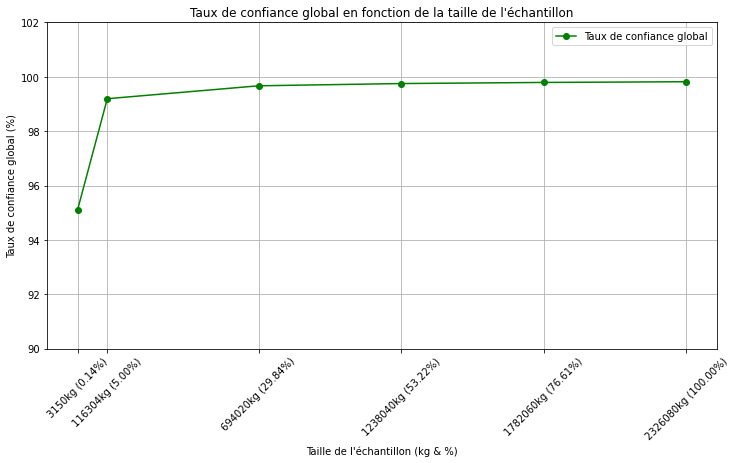 Taux de confiance global en fonction de la taille de l'échantillon
Taux de confiance global
Taux de confiance global (%)
102
100
98
96
94
92
90
3150kg (0.14%)
116304kg (5.00%)
694020kg (29.84%)
1238040kg (53.22%)
1782060kg (76.61%)
2326080kg (100.00%)
Taille de l'échantillon (kg & %)